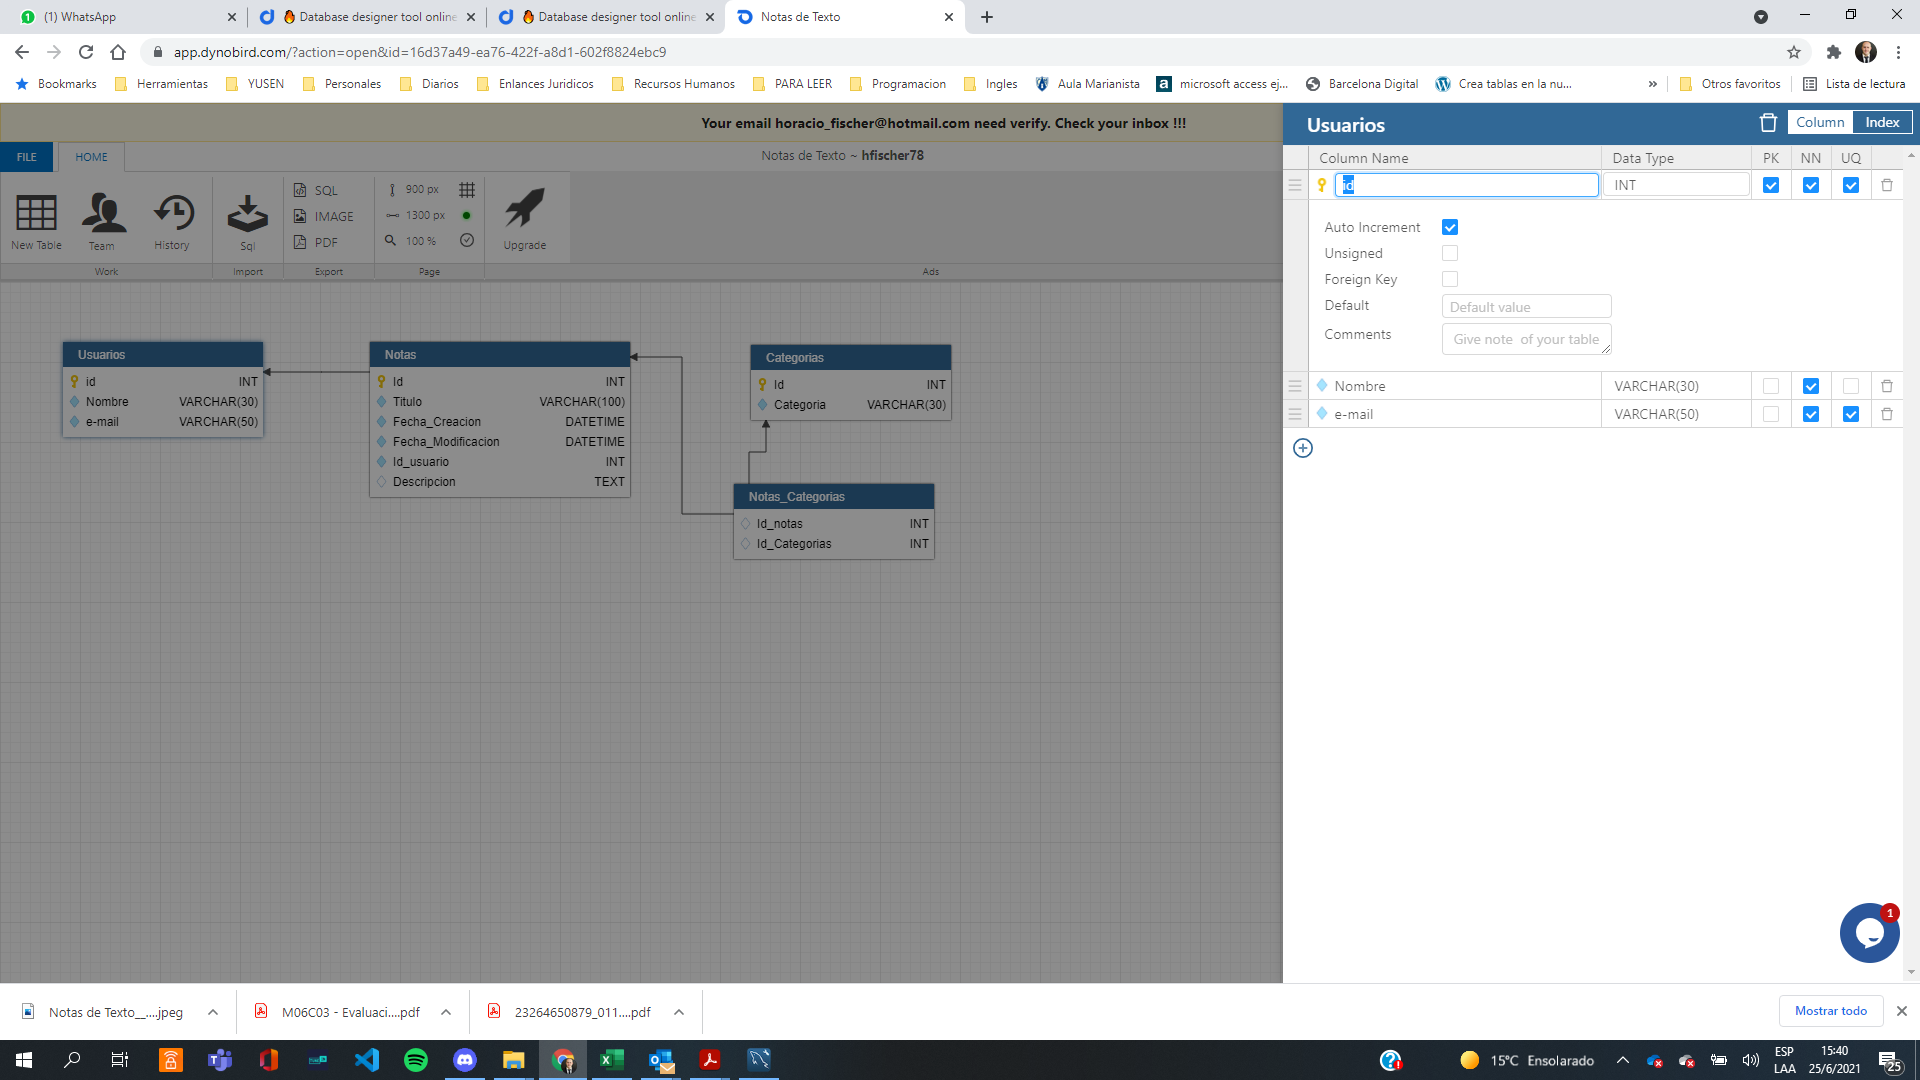 (1) WhatsApp
Database designer tool online
Database designer tool online
Notas de Texto
app.dynobird.com/?action=open&id=16d37a49-ea76-422f-a8d1-602f8824ebc9
Bookmarks
Herramientas
YUSEN
Personales
Diarios
Enlances Juridicos
Recursos Humanos
PARA LEER
Programacion
Ingles
Aula Marianista
microsoft access ej...
Barcelona Digital
Crea tablas en la nu...
»
Otros favoritos
Lista de lectura
Your email horacio_fischer@hotmail.com need verify. Check your inbox !!!
FILE
HOME
Notas de Texto ~ hfischer78
New Table
Team
History
Work
Sql
Import
SQL
IMAGE
PDF
Export
900 px
1300 px
100 %
Page
Upgrade
Ads
Usuarios
id INT
Nombre VARCHAR(30)
e-mail VARCHAR(50)
Notas
Id INT
Titulo VARCHAR(100)
Fecha_Creacion DATETIME
Fecha_Modificacion DATETIME
Id_usuario INT
Descripcion TEXT
Categorias
Id INT
Categoria VARCHAR(30)
Notas_Categorias
Id_notas INT
Id_Categorias INT
Usuarios
Column
Index
Column Name Data Type PK NN UQ
id INT
Auto Increment
Unsigned
Foreign Key
Default Default value
Comments Give note of your table
Nombre VARCHAR(30)
e-mail VARCHAR(50)
1
Notas de Texto__....jpeg
M06C03 - Evaluaci....pdf
23264650879_011....pdf
Mostrar todo
15°C Ensolarado
ESP
LAA
15:40
25/6/2021
25